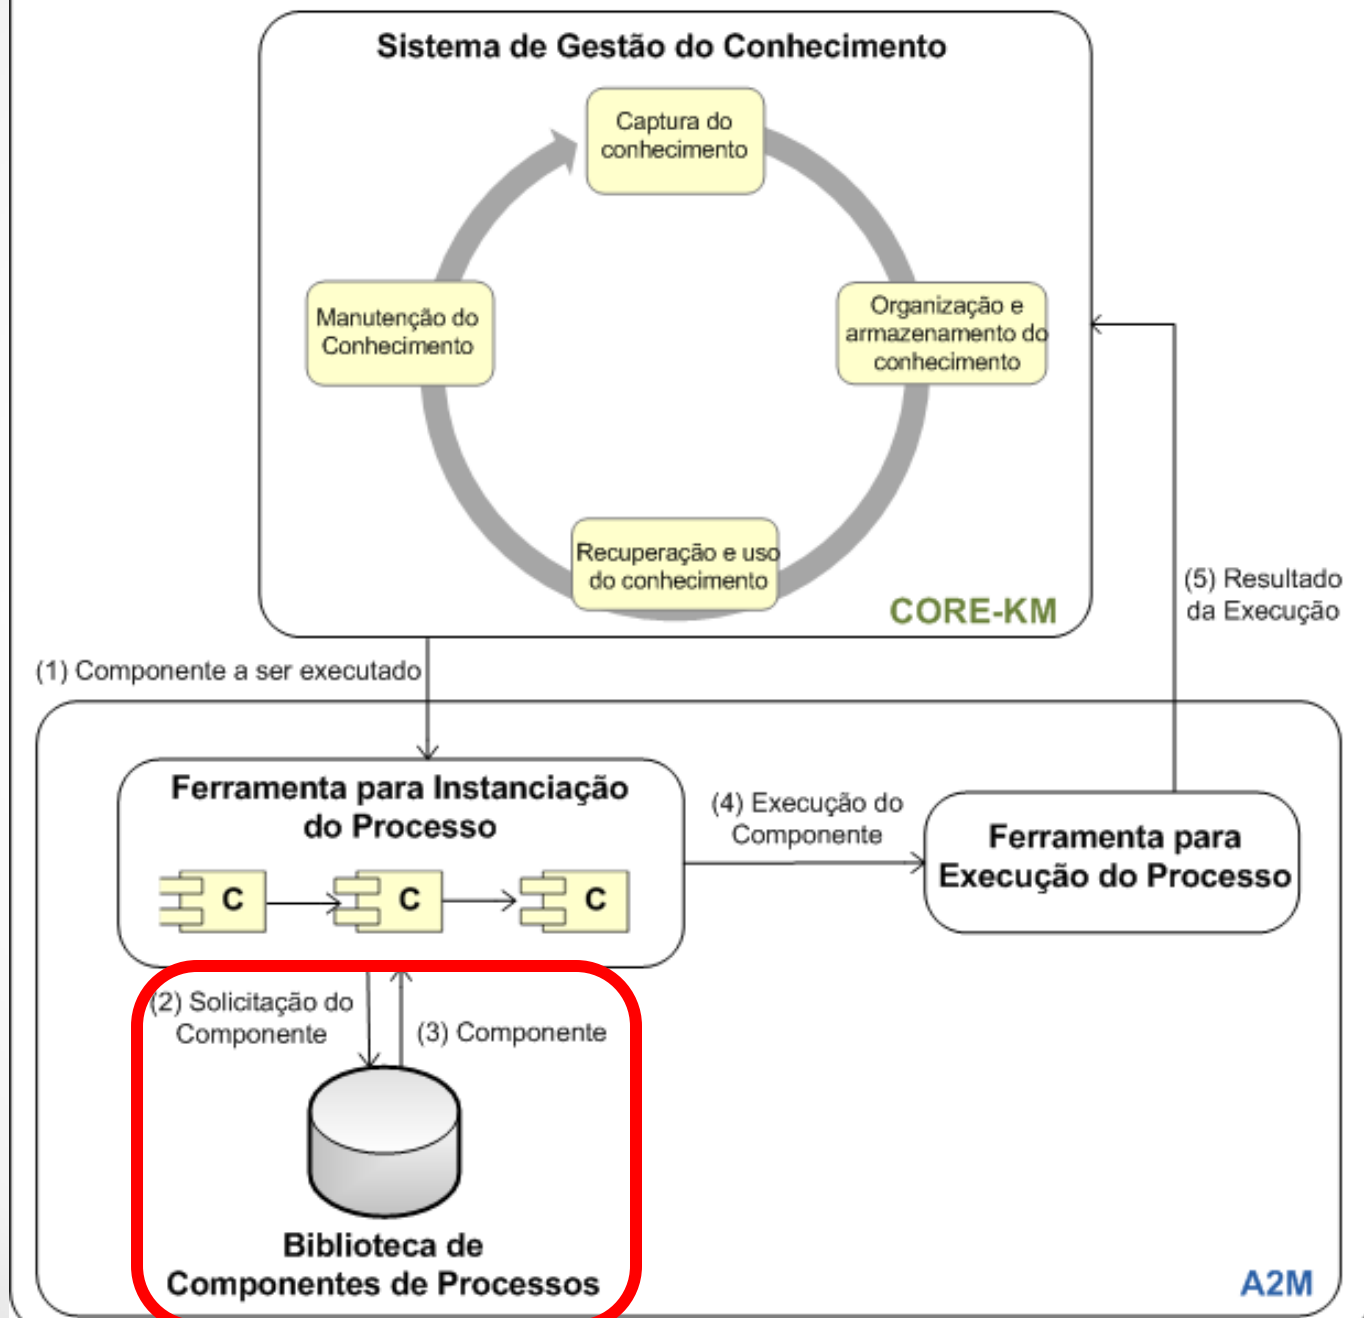 Sistema de Gestão do Conhecimento
Captura do
conhecimento
Manutenção do
Conhecimento
Organização e
armazenamento do
conhecimento
Recuperação e uso
do conhecimento
CORE-KM
(5) Resultado
da Execução
(1) Componente a ser executado
Ferramenta para Instanciação
do Processo
C
C
C
(4) Execução do
Componente
Ferramenta para
Execução do Processo
(2) Solicitação do
Componente
(3) Componente
Biblioteca de
Componentes de Processos
A2M